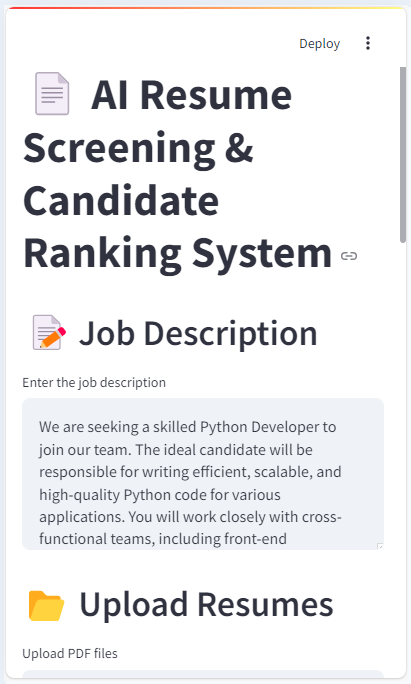 Deploy
AI Resume
Screening &
Candidate
Ranking System
Job Description
Enter the job description
We are seeking a skilled Python Developer to
join our team. The ideal candidate will be
responsible for writing efficient, scalable, and
high-quality Python code for various
applications. You will work closely with cross-
functional teams, including front-end
Upload Resumes
Upload PDF files